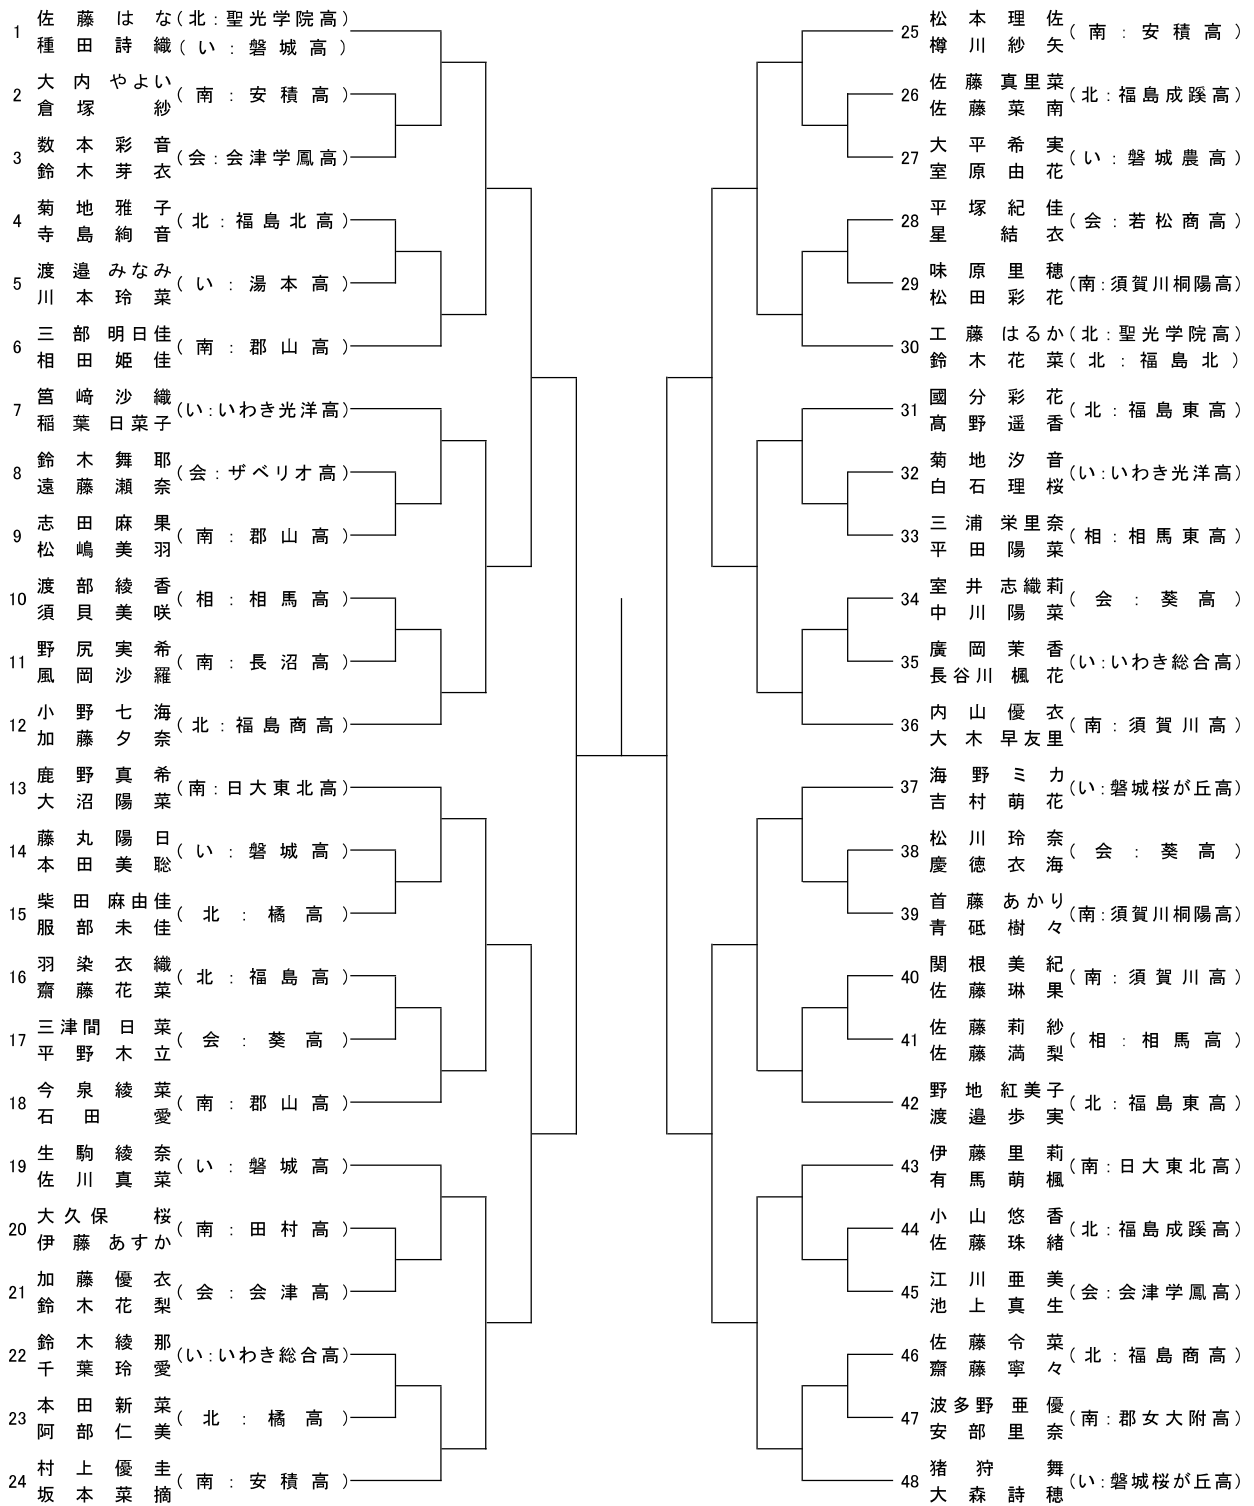 1 佐藤はな(北:聖光学院高)
種田詩織(い:磐城高)
2 大内やよい(南:安積高)
倉塚紗
3 数本彩音(会:会津学鳳高)
鈴木芽衣
4 菊地雅子(北:福島北高)
寺島絢音
5 渡邉みなみ(い:湯本高)
川本玲菜
6 三部明日佳(南:郡山高)
相田姫佳
7 筥﨑沙織(い:いわき光洋高)
稲葉日菜子
8 鈴木舞耶(会:ザベリオ高)
遠藤瀬奈
9 志田麻果(南:郡山高)
松嶋美羽
10 渡部綾香(相:相馬高)
須貝美咲
11 野尻実希(南:長沼高)
風岡沙羅
12 小野七海(北:福島商高)
加藤夕奈
13 鹿野真希(南:日大東北高)
大沼陽菜
14 藤丸陽日(い:磐城高)
本田美聡
15 柴田麻由佳(北:橘高)
服部未佳
16 羽染衣織(北:福島高)
齋藤花菜
17 三津間日菜(会:葵高)
平野木立
18 今泉綾菜(南:郡山高)
石田愛
19 生駒綾奈(い:磐城高)
佐川真菜
20 大久保桜(南:田村高)
伊藤あすか
21 加藤優衣(会:会津高)
鈴木花梨
22 鈴木綾那(い:いわき総合高)
千葉玲愛
23 本田新菜(北:橘高)
阿部仁美
24 村上優圭(南:安積高)
坂本菜摘
25 松本理佐(南:安積高)
樽川紗矢
26 佐藤真里菜(北:福島成蹊高)
佐藤菜南
27 大平希実(い:磐城農高)
室原由花
28 平塚紀佳(会:若松商高)
星結衣
29 味原里穂(南:須賀川桐陽高)
松田彩花
30 工藤はるか(北:聖光学院高)
鈴木花菜(北:福島北)
31 國分彩花(北:福島東高)
髙野遥香
32 菊地汐音(い:いわき光洋高)
白石理桜
33 三浦栄里奈(相:相馬東高)
平田陽菜
34 室井志織莉(会:葵高)
中川陽菜
35 廣岡茉香(い:いわき総合高)
長谷川楓花
36 内山優衣(南:須賀川高)
大木早友里
37 海野ミカ(い:磐城桜が丘高)
吉村萌花
38 松川玲奈(会:葵高)
慶徳衣海
39 首藤あかり(南:須賀川桐陽高)
青砥樹々
40 関根美紀(南:須賀川高)
佐藤琳果
41 佐藤莉紗(相:相馬高)
佐藤満梨
42 野地紅美子(北:福島東高)
渡邉歩実
43 伊藤里莉(南:日大東北高)
有馬萌楓
44 小山悠香(北:福島成蹊高)
佐藤珠緒
45 江川亜美(会:会津学鳳高)
池上真生
46 佐藤令菜(北:福島商高)
齋藤寧々
47 波多野亜優(南:郡女大附高)
安部里奈
48 猪狩舞(い:磐城桜が丘高)
大森詩穂